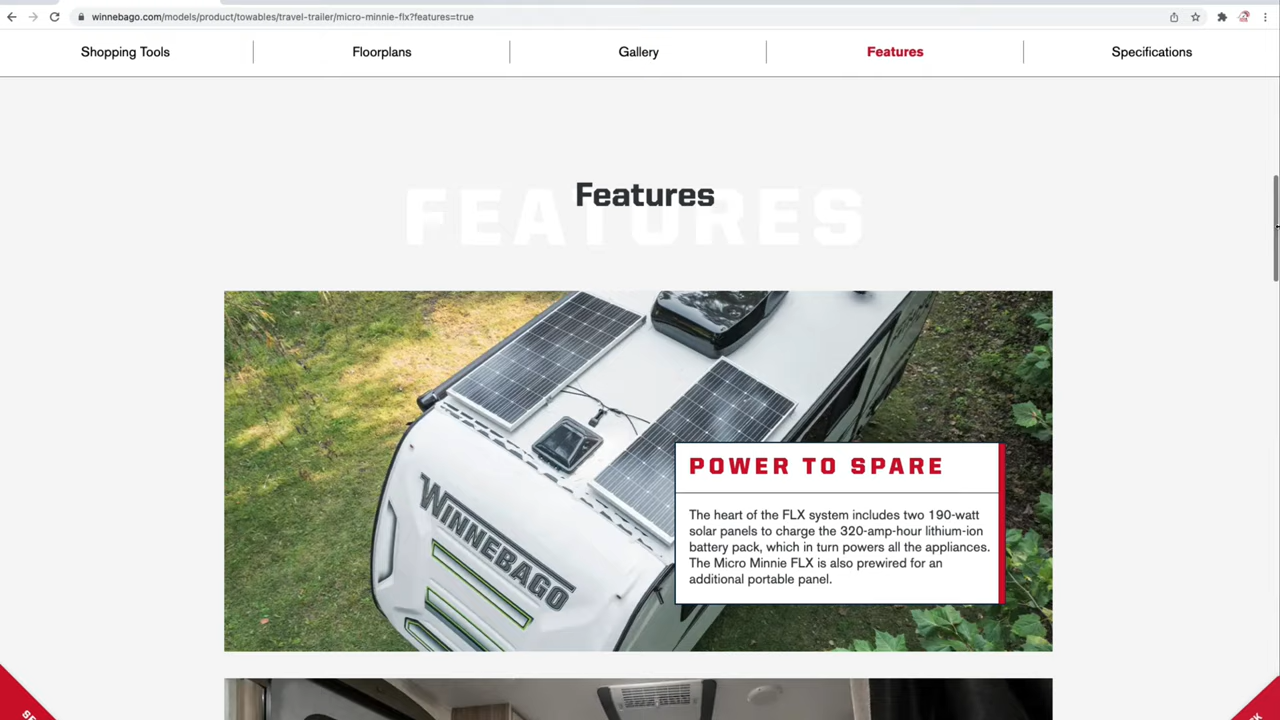 winnebago.com/models/product/towables/travel-trailer/micro-minnie-flx?features=true
Shopping Tools
Floorplans
Gallery
Features
Specifications
FEATURES
Features
WINNEBAGO
POWER TO SPARE
The heart of the FLX system includes two 190-watt
solar panels to charge the 320-amp-hour lithium-ion
battery pack, which in turn powers all the appliances.
The Micro Minnie FLX is also prewired for an
additional portable panel.